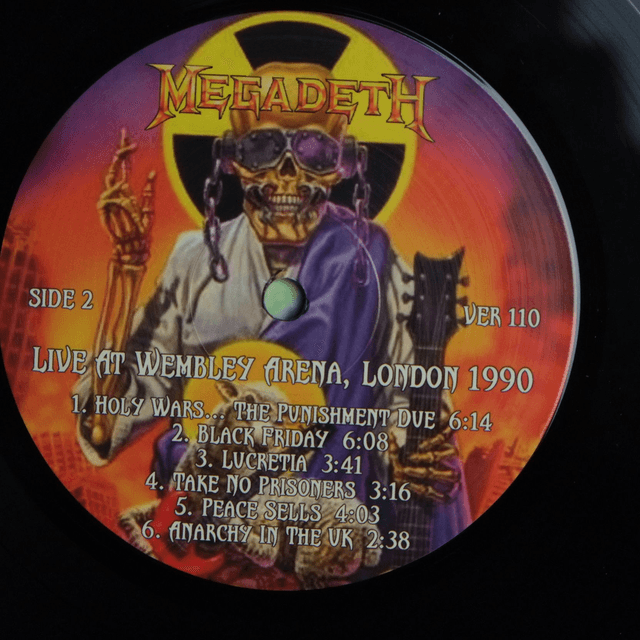 MEGADETH
SIDE 2
VER 110
LIVE AT WEMBLEY ARENA, LONDON 1990
1. HOLY WARS... THE PUNISHMENT DUE 6:14
2. BLACK FRIDAY 6:08
3. LUCRETIA 3:41
4. TAKE NO PRISONERS 3:16
5. PEACE SELLS 4:03
6. ANARCHY IN THE UK 2:38